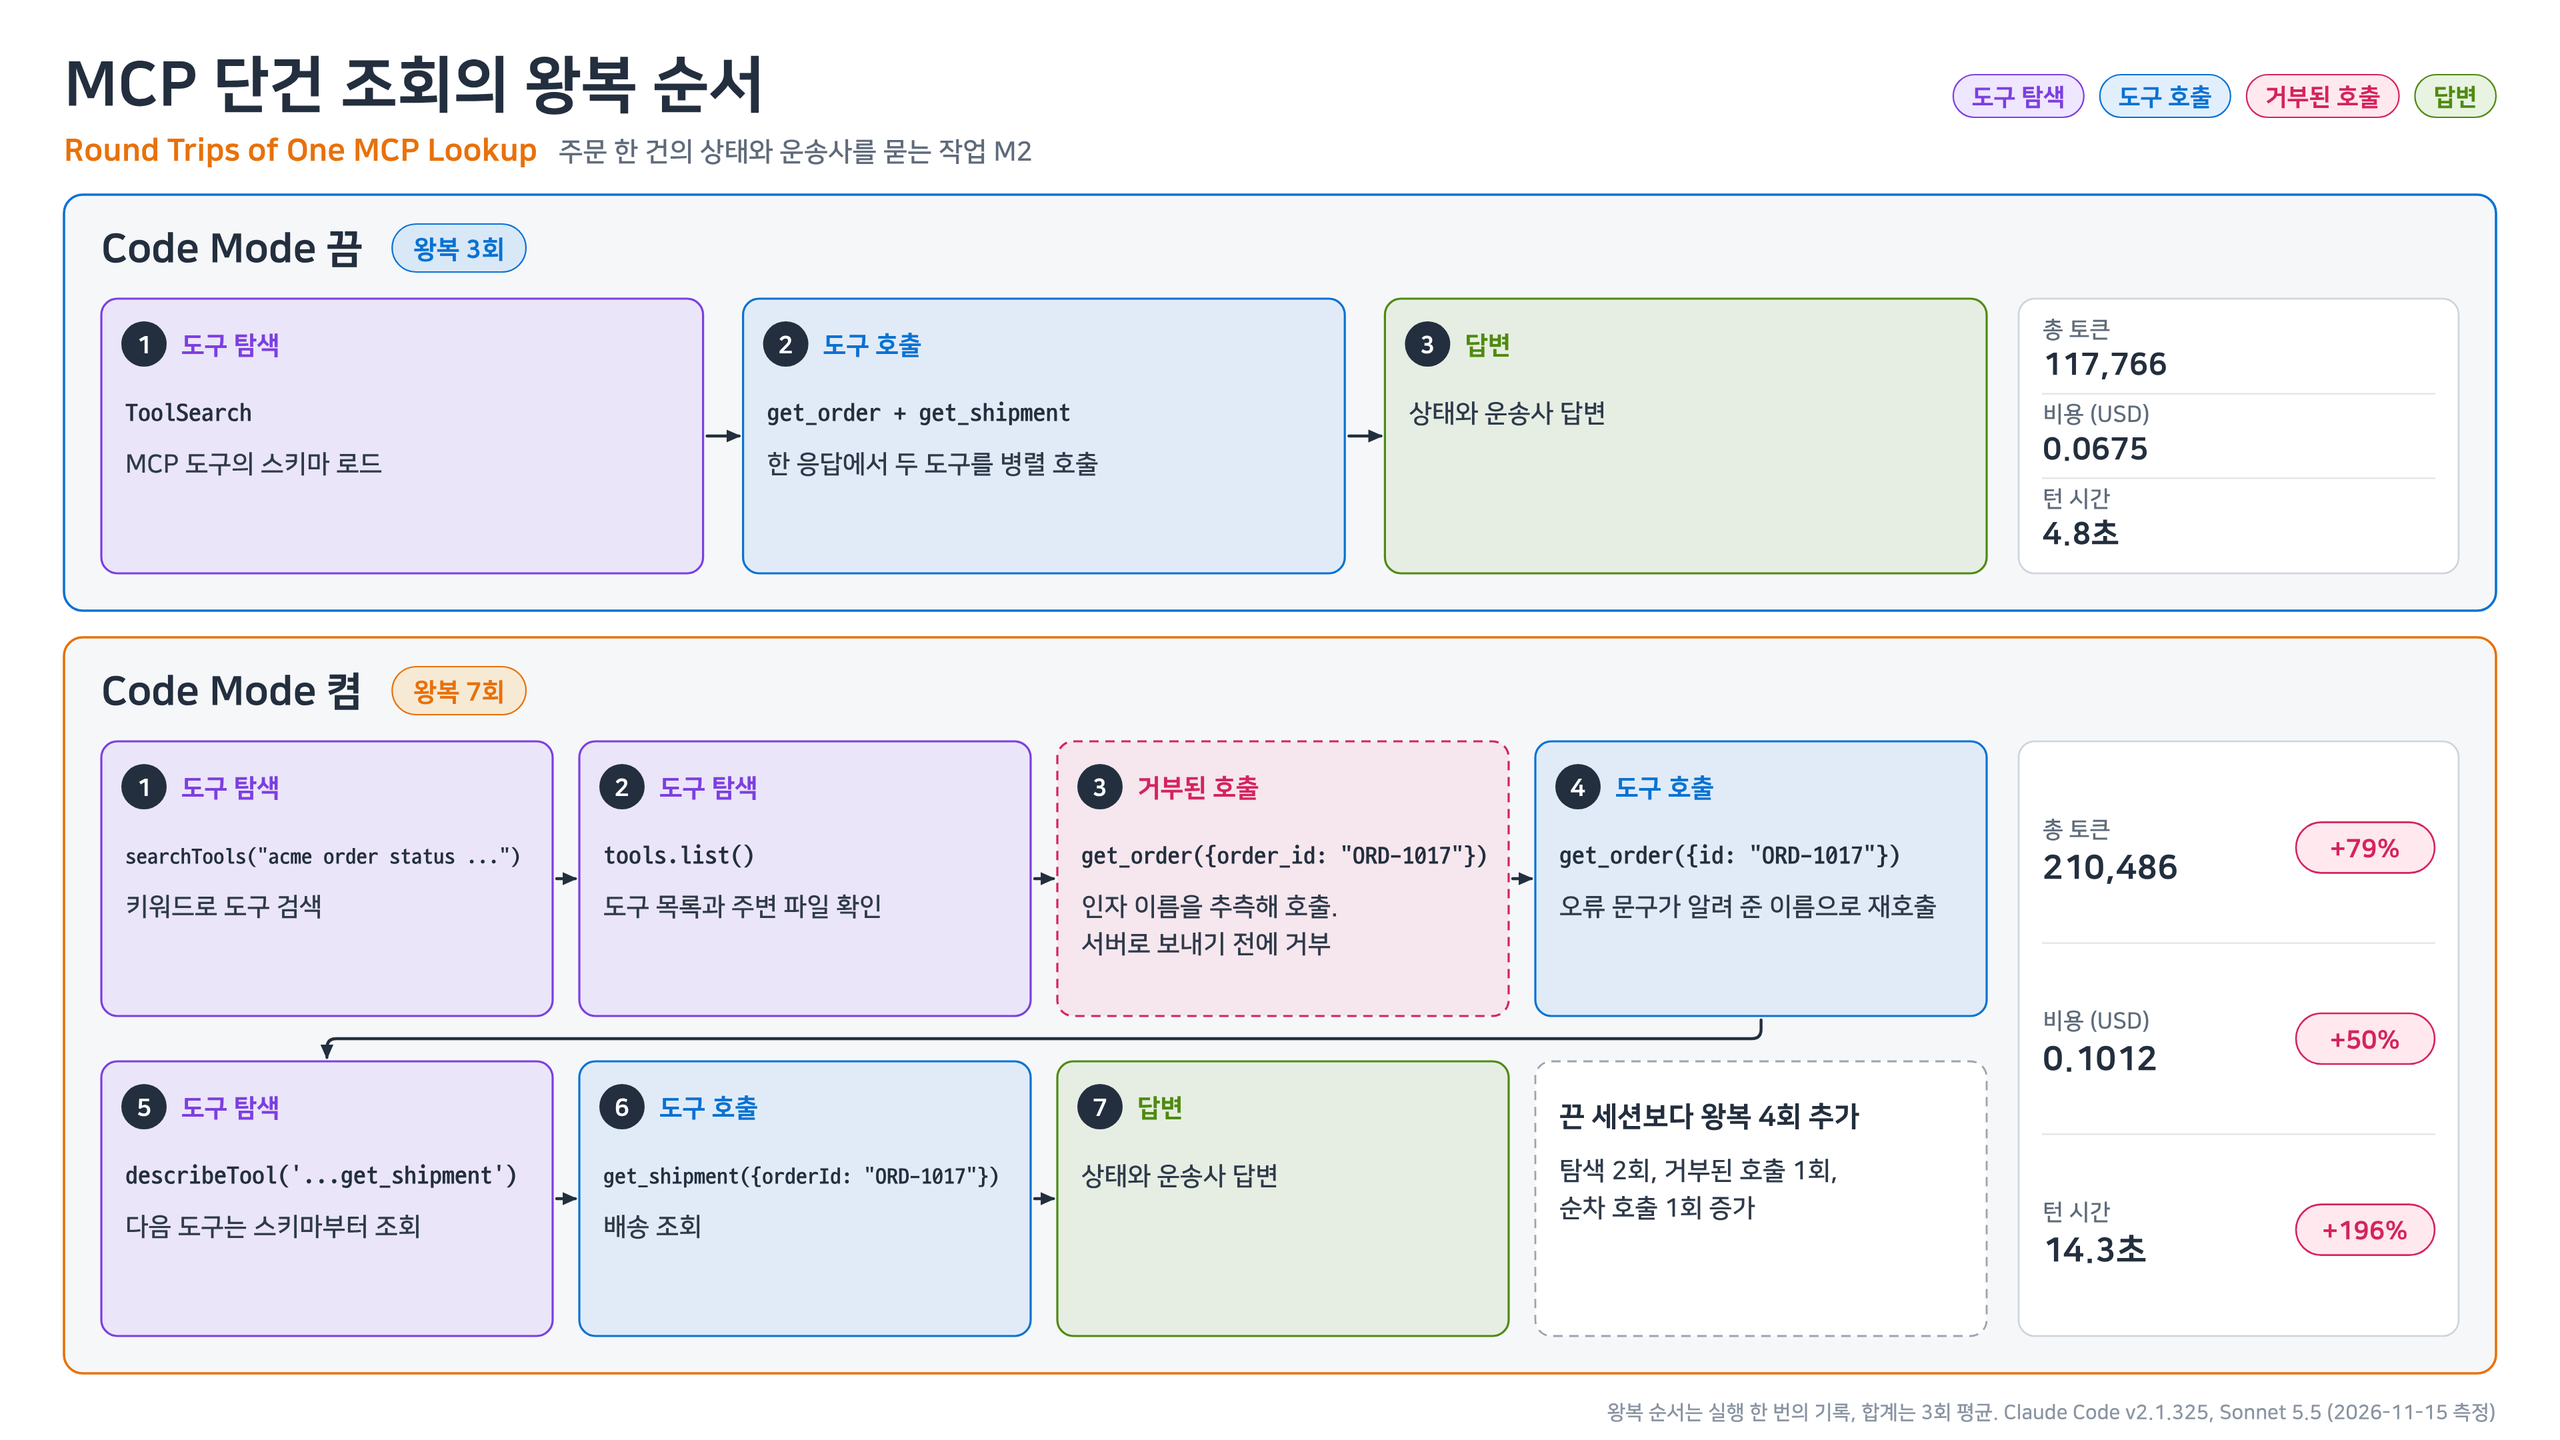 MCP 단건 조회의 왕복 순서
Round Trips of One MCP Lookup 주문 한 건의 상태와 운송사를 묻는 작업 M2
도구 탐색
도구 호출
거부된 호출
답변
Code Mode 끔
왕복 3회
1 도구 탐색
ToolSearch
MCP 도구의 스키마 로드
2 도구 호출
get_order + get_shipment
한 응답에서 두 도구를 병렬 호출
3 답변
상태와 운송사 답변
총 토큰
117,766
비용 (USD)
0.0675
턴 시간
4.8초
Code Mode 켬
왕복 7회
1 도구 탐색
searchTools("acme order status ...")
키워드로 도구 검색
2 도구 탐색
tools.list()
도구 목록과 주변 파일 확인
3 거부된 호출
get_order({order_id: "ORD-1017"})
인자 이름을 추측해 호출.
서버로 보내기 전에 거부
4 도구 호출
get_order({id: "ORD-1017"})
오류 문구가 알려 준 이름으로 재호출
5 도구 탐색
describeTool('...get_shipment')
다음 도구는 스키마부터 조회
6 도구 호출
get_shipment({orderId: "ORD-1017"})
배송 조회
7 답변
상태와 운송사 답변
끈 세션보다 왕복 4회 추가
탐색 2회, 거부된 호출 1회,
순차 호출 1회 증가
총 토큰
210,486
+79%
비용 (USD)
0.1012
+50%
턴 시간
14.3초
+196%
왕복 순서는 실행 한 번의 기록, 합계는 3회 평균. Claude Code v2.1.325, Sonnet 5.5 (2026-11-15 측정)